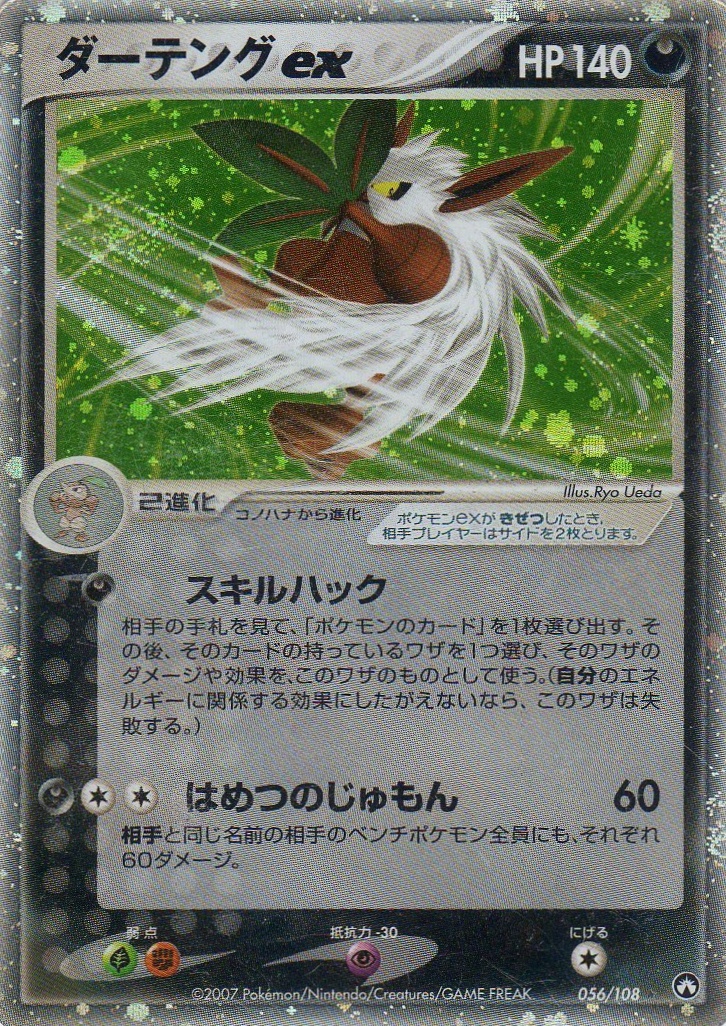 ダーテングex HP140
Illus.Ryo Ueda
2進化
コノハナから進化
ポケモンexが きぜつしたとき、
相手プレイヤーはサイドを2枚とります。
スキルハック
相手の手札を見て、「ポケモンのカード」を1枚選び出す。そ
の後、そのカードの持っているワザを1つ選び、そのワザの
ダメージや効果を、このワザのものとして使う。(自分のエネ
ルギーに関係する効果にしたがえないなら、このワザは失
敗する。)
はめつのじゅもん 60
相手と同じ名前の相手のベンチポケモン全員にも、それぞれ
60ダメージ。
弱点 抵抗力 -30 にげる
©2007 Pokémon/Nintendo/Creatures/GAME FREAK. 056/108